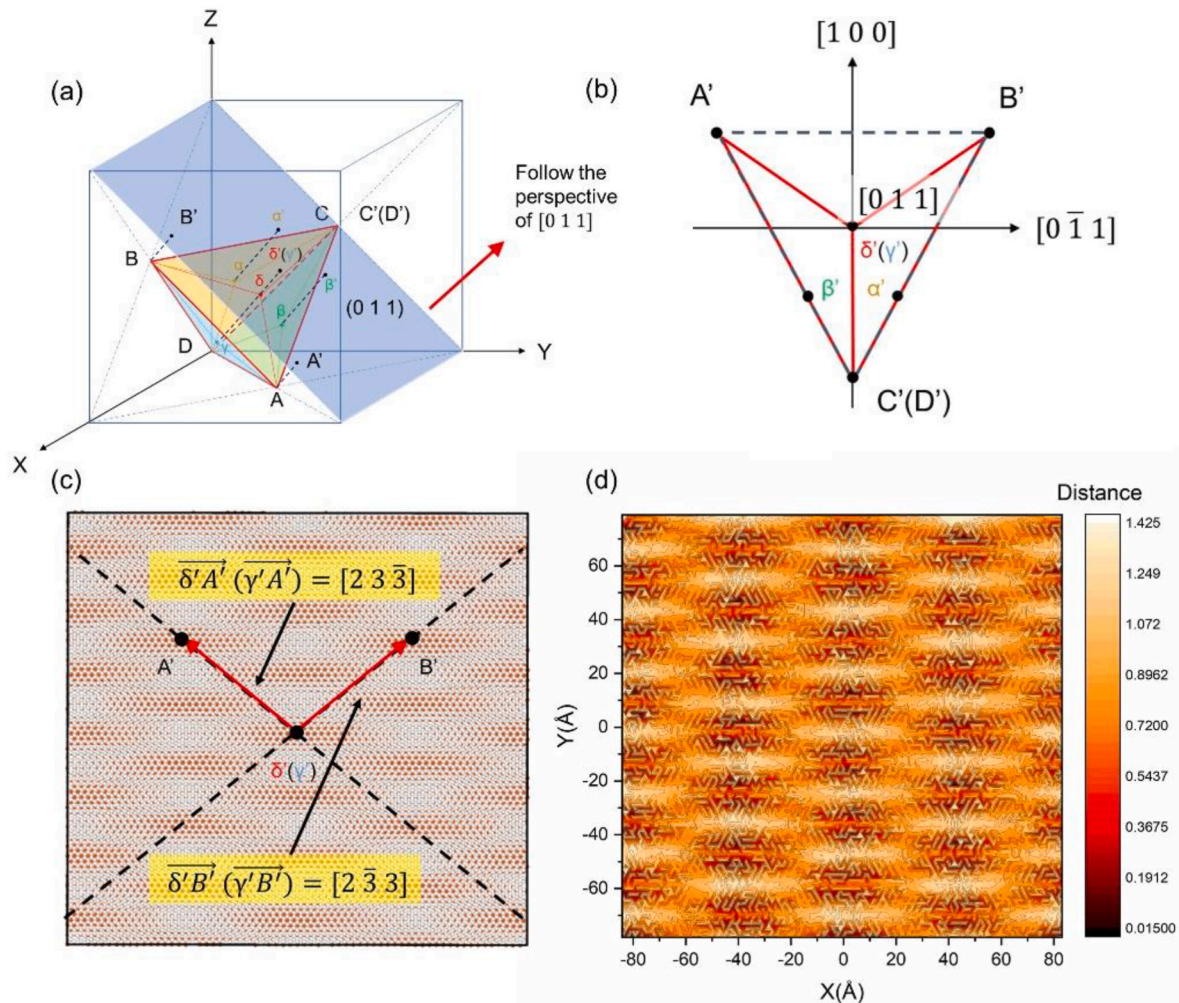 (a)
Z
B'
α'
C
C'(D')
B
α
δ'(γ')
δ
β'
β
(0 1 1)
D
γ
A'
Y
A
X
Follow the
perspective
of [0 1 1]
(b)
[1 0 0]
A'
B'
[0 1 1]
[0 1̅ 1]
δ'(γ')
β'
α'
C'(D')
(c)
δ'A' (γ'A') = [2 3 3̅]
A'
B'
δ'(γ')
δ'B' (γ'B') = [2 3̅ 3]
(d)
Distance
1.425
1.249
1.073
0.8962
0.7200
0.5437
0.3675
0.1912
0.01500
60
40
20
0
-20
-40
-60
Y(Å)
-80 -60 -40 -20 0 20 40 60 80
X(Å)